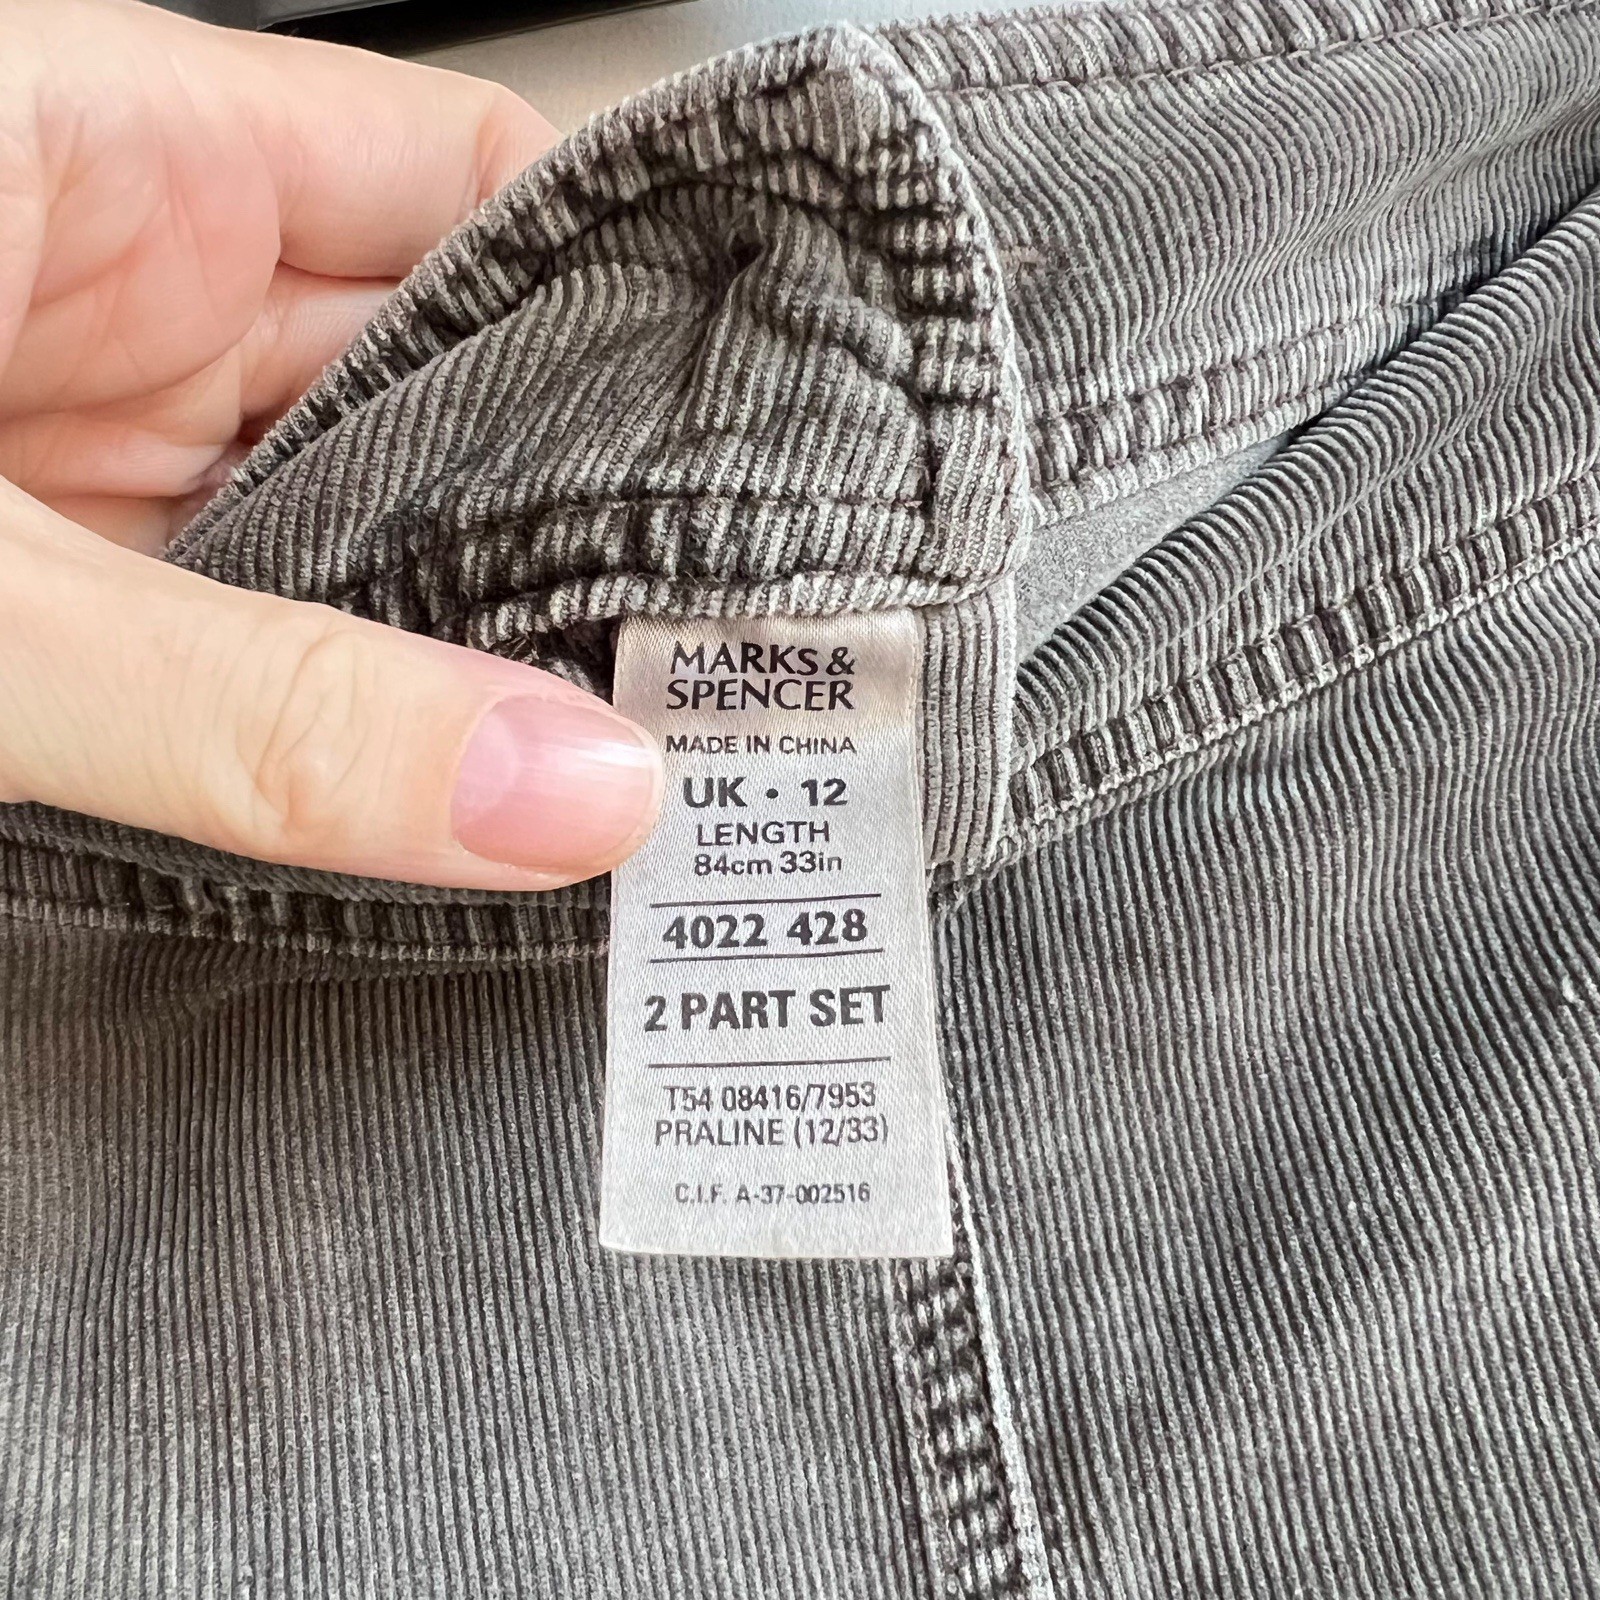 MARKS &
SPENCER
MADE IN CHINA
UK • 12
LENGTH
84cm 33in
4022 428
2 PART SET
T54 08416/7953
PRALINE (12/33)
C.I.F. A-37-002516